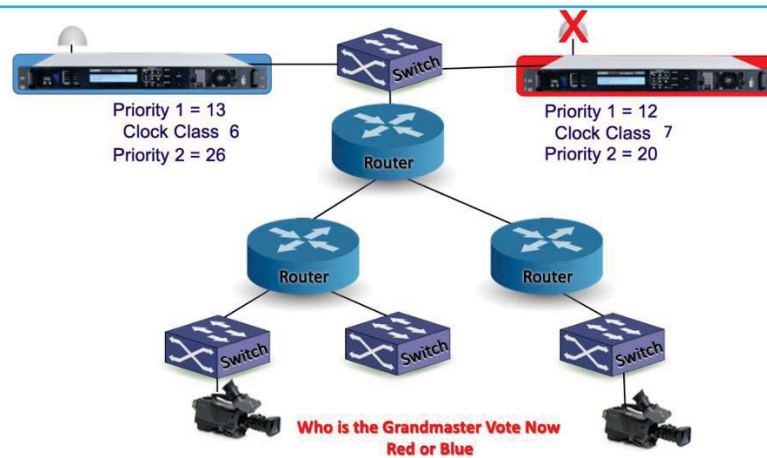 X
Switch
Priority 1 = 13
Clock Class 6
Priority 2 = 26
Priority 1 = 12
Clock Class 7
Priority 2 = 20
Router
Router
Router
Switch
Switch
Switch
Who is the Grandmaster Vote Now
Red or Blue